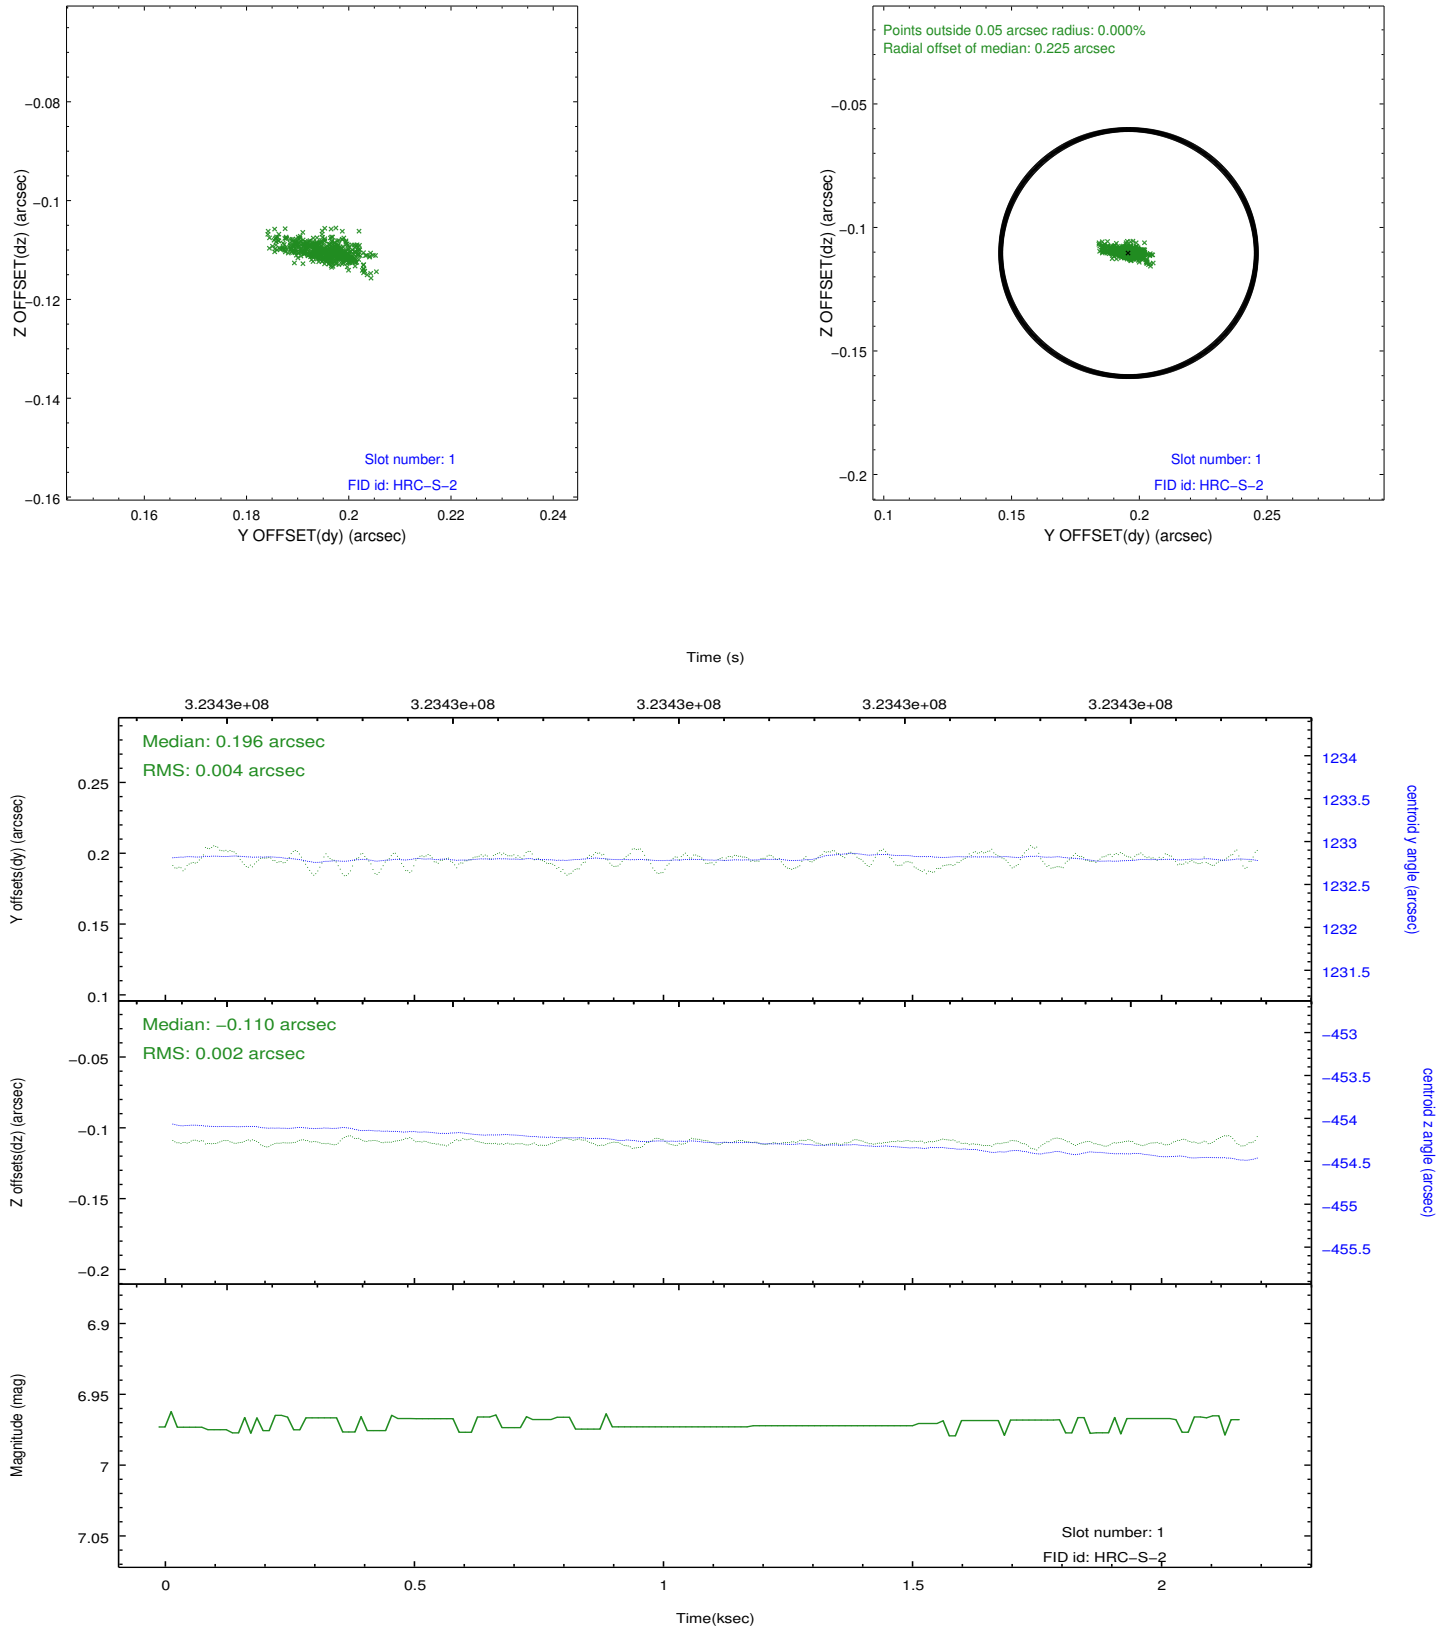 −0.08
−0.1
−0.12
−0.14
−0.16
Z OFFSET(dz) (arcsec)
Slot number: 1
FID id: HRC−S−2
0.16 0.18 0.2 0.22 0.24
Y OFFSET(dy) (arcsec)
Points outside 0.05 arcsec radius: 0.000%
Radial offset of median: 0.225 arcsec
−0.05
−0.1
−0.15
−0.2
Z OFFSET(dz) (arcsec)
Slot number: 1
FID id: HRC−S−2
0.1 0.15 0.2 0.25
Y OFFSET(dy) (arcsec)
Time (s)
3.2343e+08 3.2343e+08 3.2343e+08 3.2343e+08 3.2343e+08
Median: 0.196 arcsec
RMS: 0.004 arcsec
0.25
0.2
0.15
0.1
Y offsets(dy) (arcsec)
1234
1233.5
1233
1232.5
1232
1231.5
centroid y angle (arcsec)
Median: −0.110 arcsec
RMS: 0.002 arcsec
−0.05
−0.1
−0.15
−0.2
Z offsets(dz) (arcsec)
−453
−453.5
−454
−454.5
−455
−455.5
centroid z angle (arcsec)
6.9
6.95
7
7.05
Magnitude (mag)
Slot number: 1
FID id: HRC−S−2
0 0.5 1 1.5 2
Time(ksec)